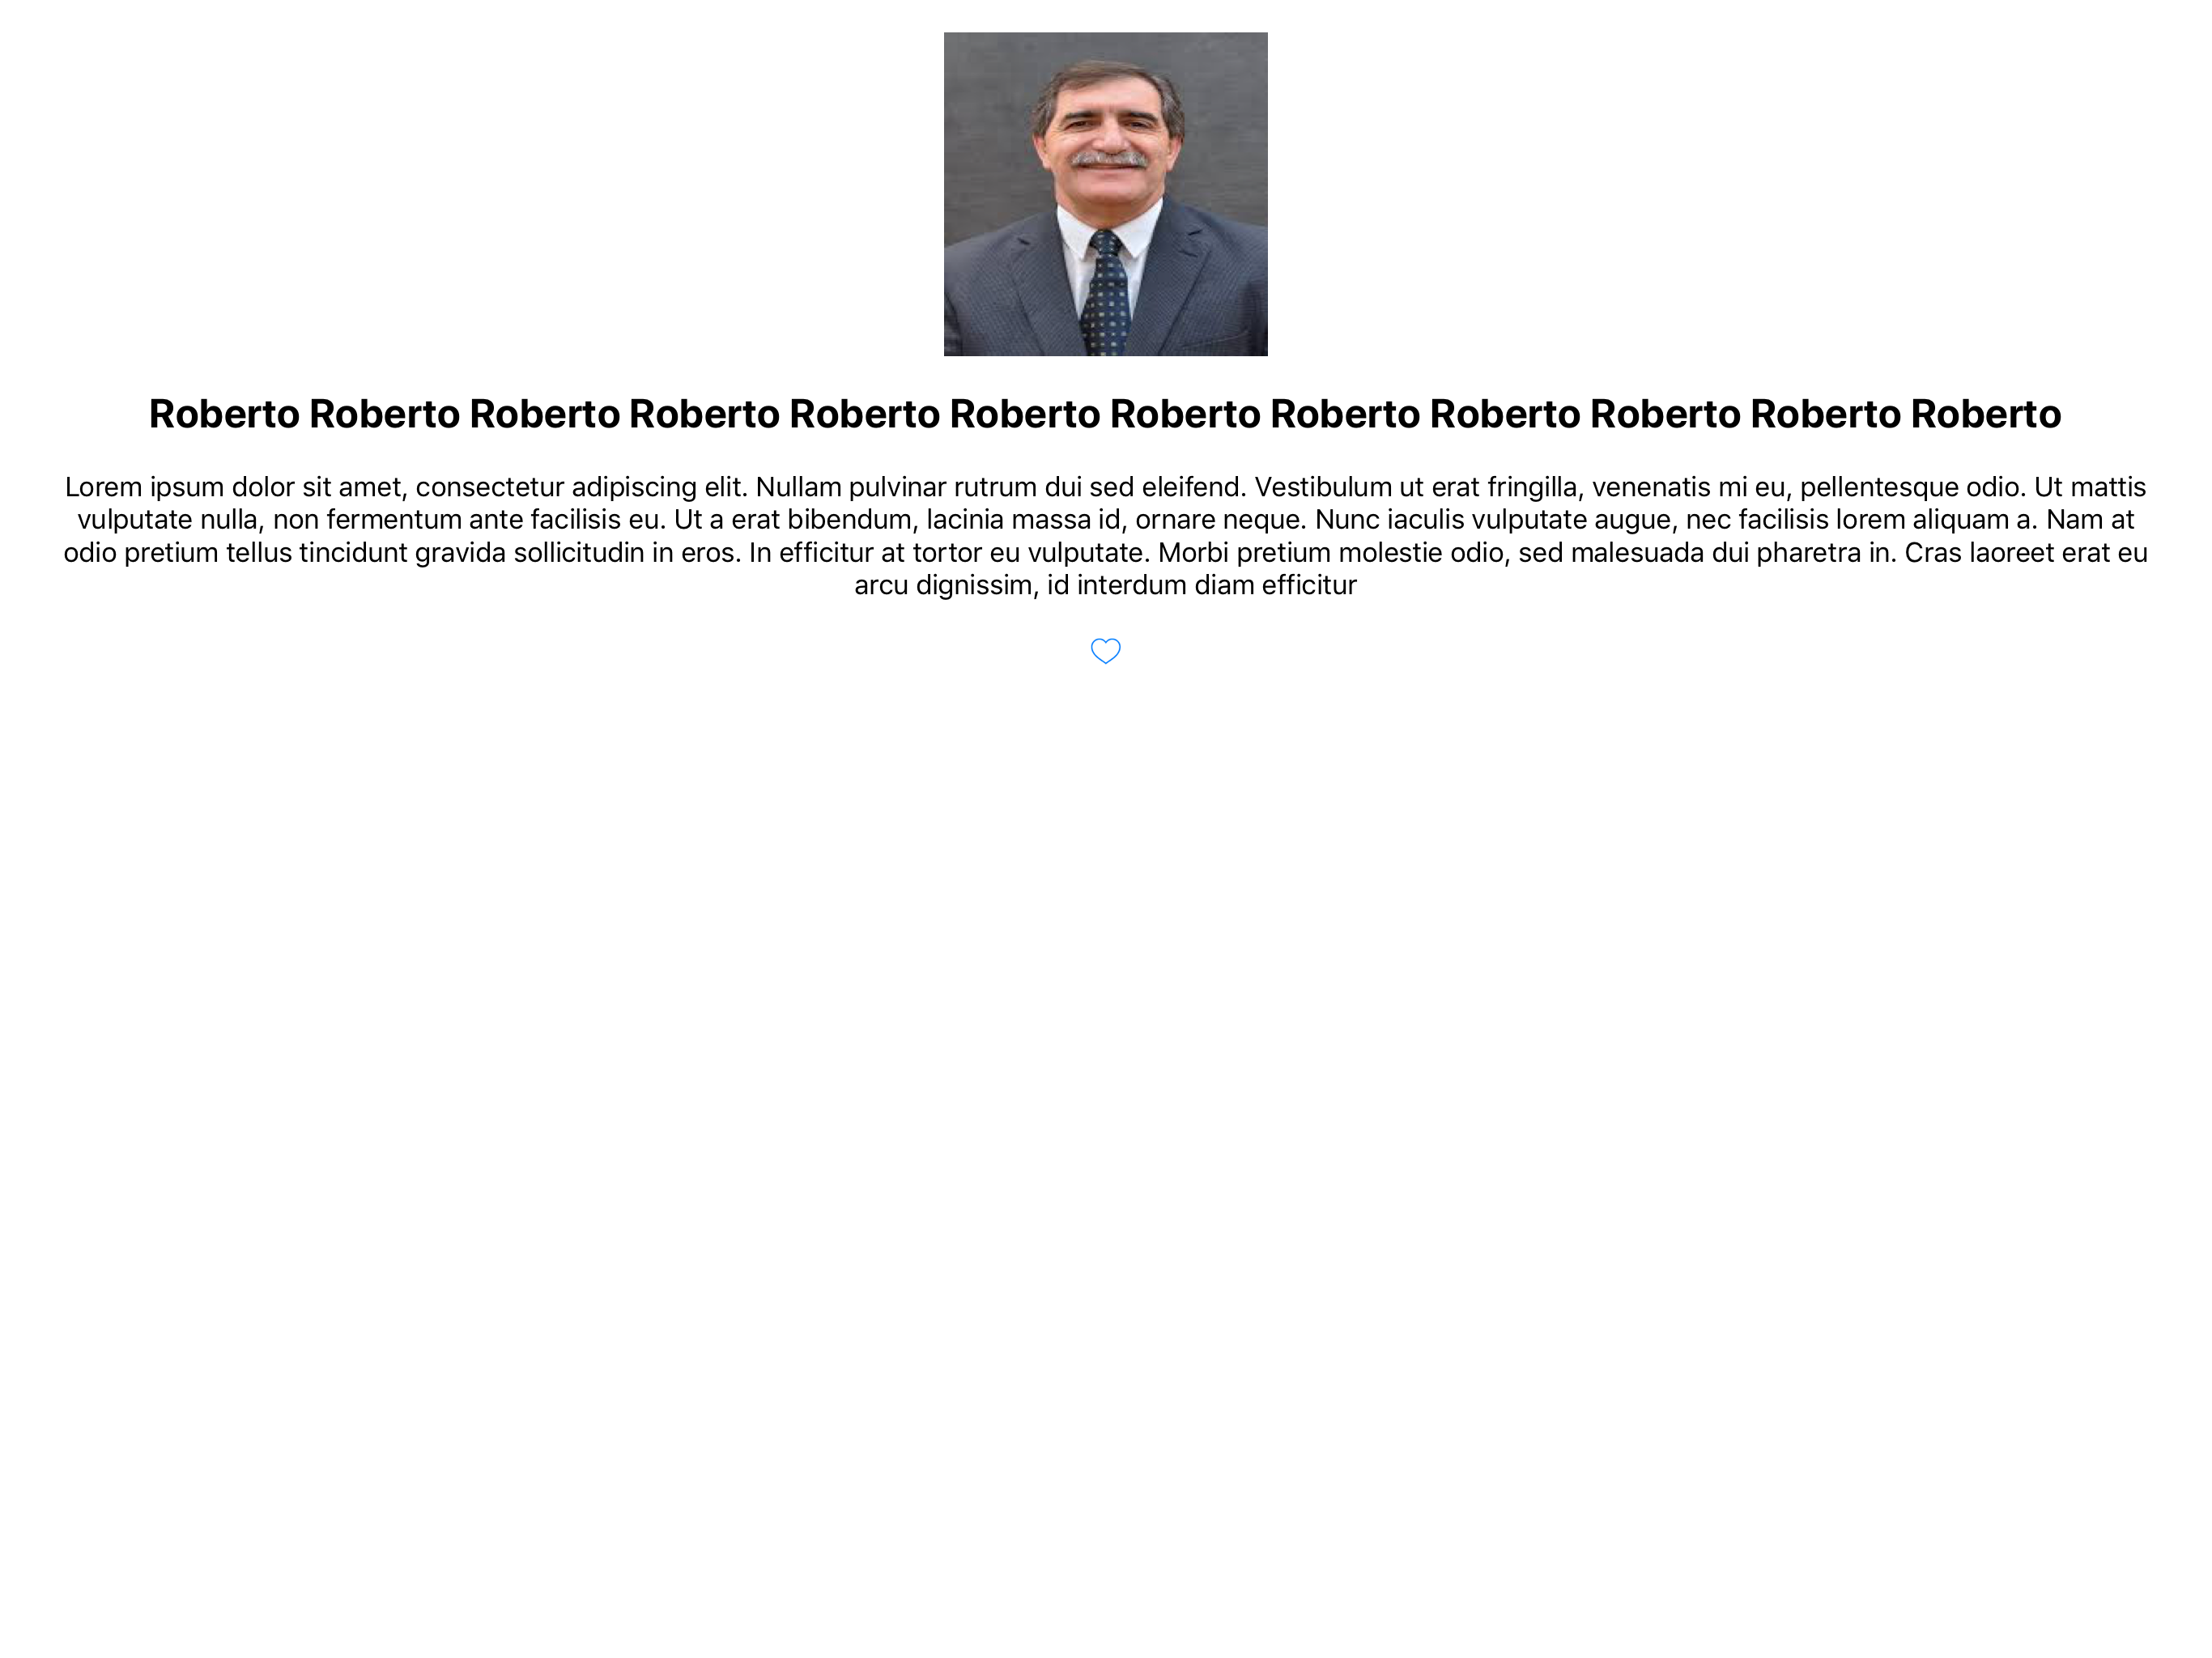 Roberto Roberto Roberto Roberto Roberto Roberto Roberto Roberto Roberto Roberto Roberto Roberto
Lorem ipsum dolor sit amet, consectetur adipiscing elit. Nullam pulvinar rutrum dui sed eleifend. Vestibulum ut erat fringilla, venenatis mi eu, pellentesque odio. Ut mattis
vulputate nulla, non fermentum ante facilisis eu. Ut a erat bibendum, lacinia massa id, ornare neque. Nunc iaculis vulputate augue, nec facilisis lorem aliquam a. Nam at
odio pretium tellus tincidunt gravida sollicitudin in eros. In efficitur at tortor eu vulputate. Morbi pretium molestie odio, sed malesuada dui pharetra in. Cras laoreet erat eu
arcu dignissim, id interdum diam efficitur